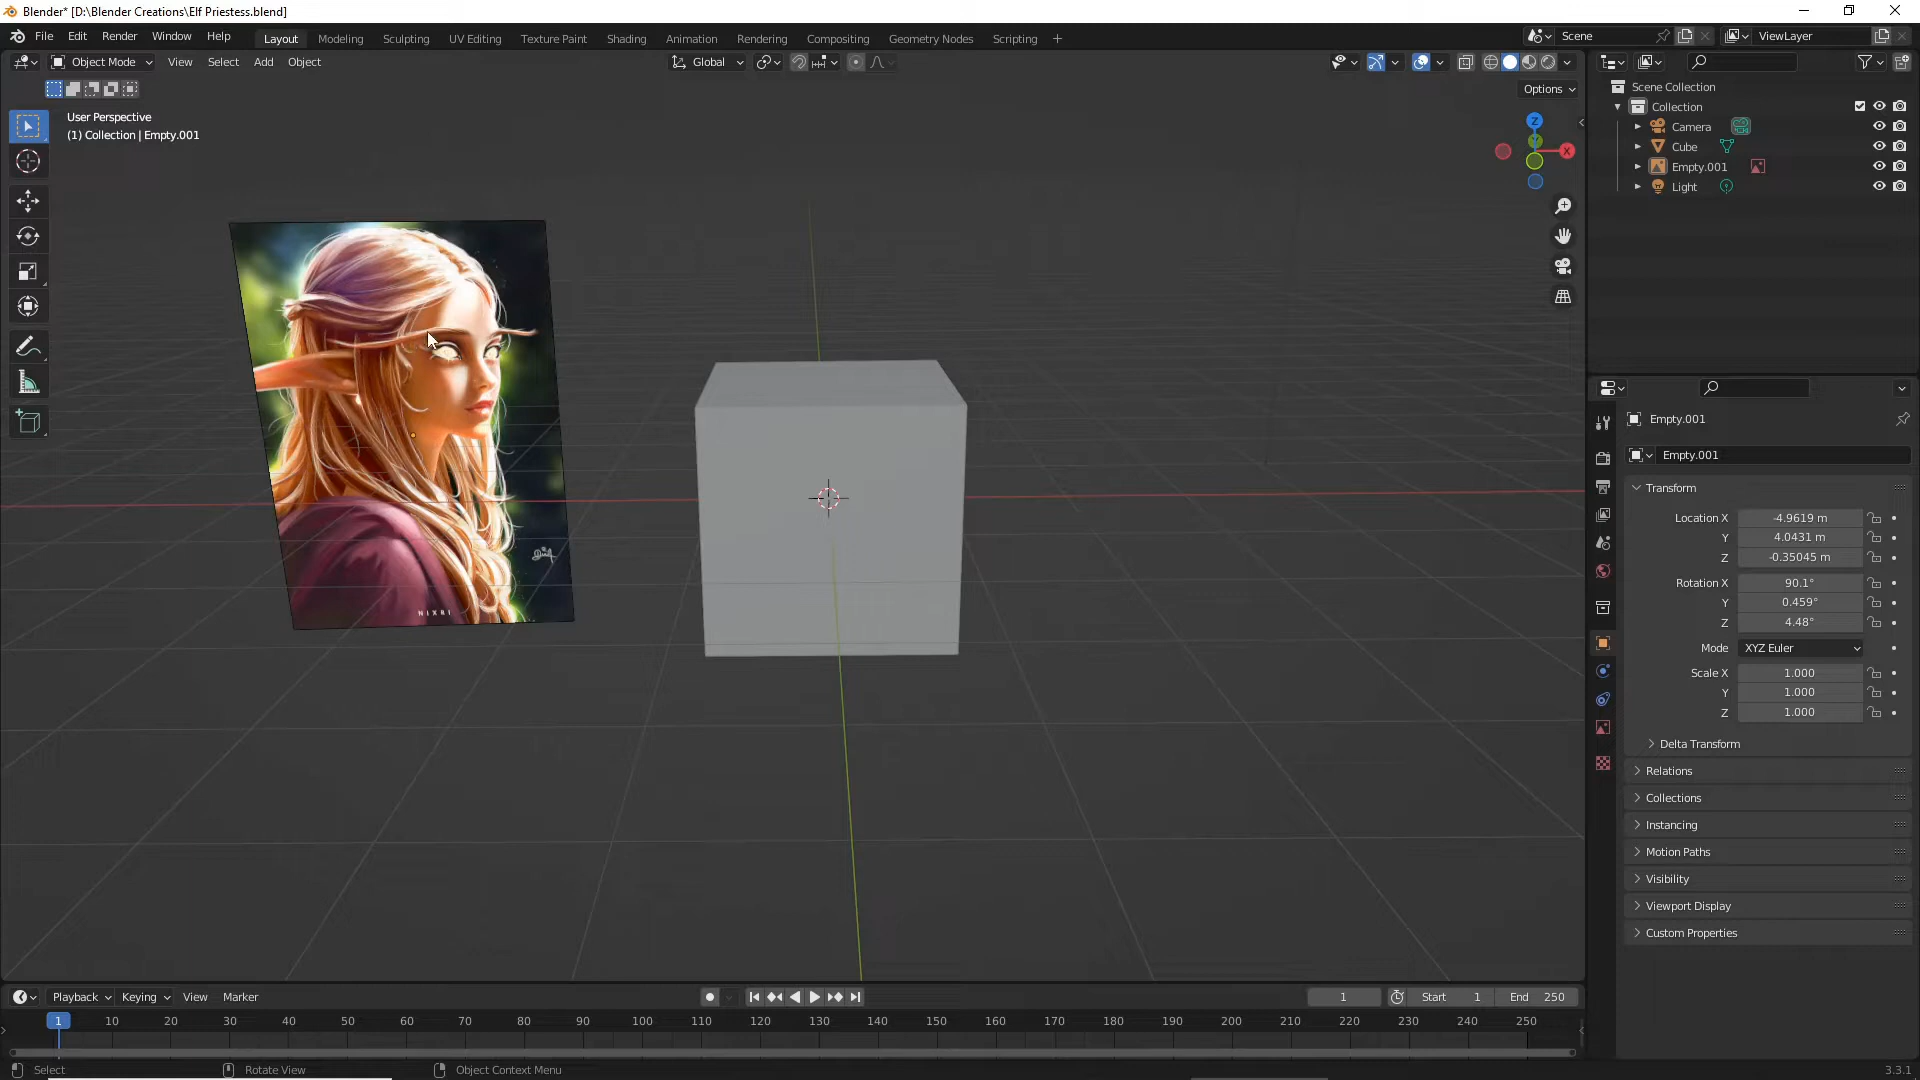 Blender* [D:\Blender Creations\Elf Priestess.blend]
File Edit Render Window Help
Layout Modeling Sculpting UV Editing Texture Paint Shading Animation Rendering Compositing Geometry Nodes Scripting +
Scene
ViewLayer
Object Mode View Select Add Object
Global
Options
User Perspective
(1) Collection | Empty.001
Z
Y
X
NIXRI
Scene Collection
Collection
Camera
Cube
Empty.001
Light
Empty.001
Empty.001
Transform
Location X -4.9619 m
Y 4.0431 m
Z -0.35045 m
Rotation X 90.1°
Y 0.459°
Z 4.48°
Mode XYZ Euler
Scale X 1.000
Y 1.000
Z 1.000
Delta Transform
Relations
Collections
Instancing
Motion Paths
Visibility
Viewport Display
Custom Properties
Playback Keying View Marker
1 Start 1 End 250
1 10 20 30 40 50 60 70 80 90 100 110 120 130 140 150 160 170 180 190 200 210 220 230 240 250
Select Rotate View Object Context Menu 3.3.1